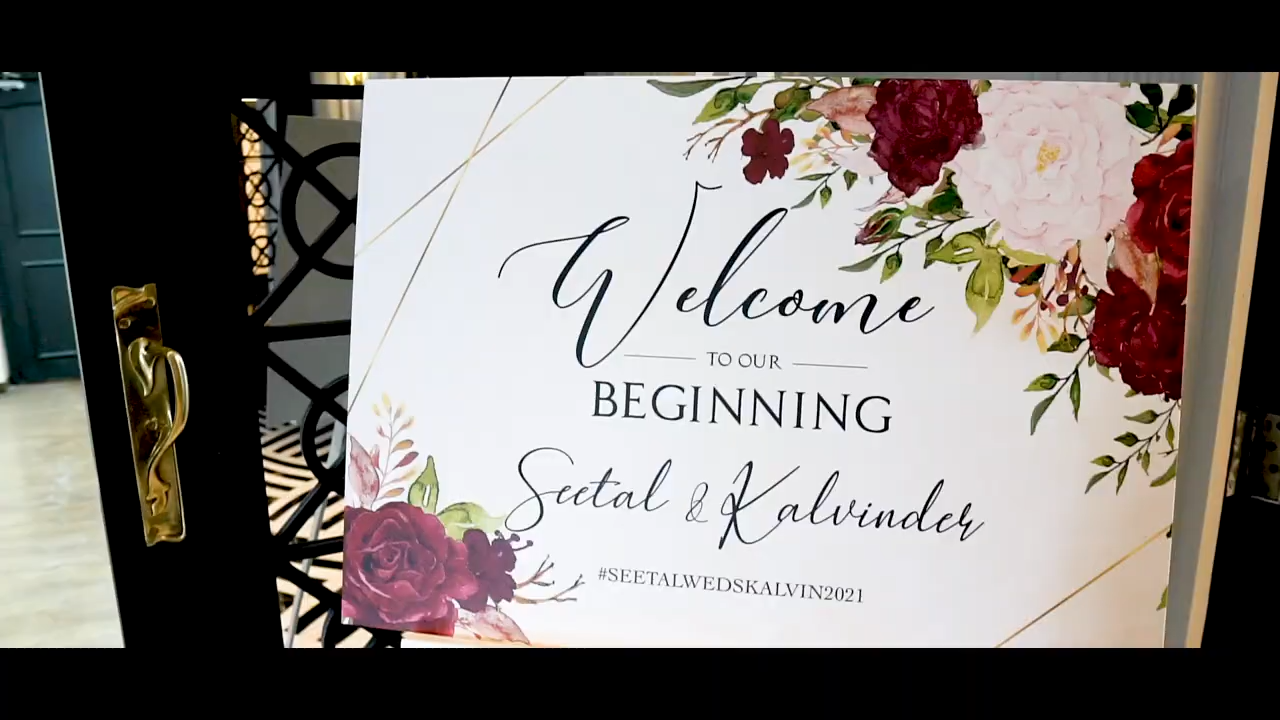 Welcome
TO OUR
BEGINNING
Seetal & Kalvinder
#SEETALWEDSKALVIN2021